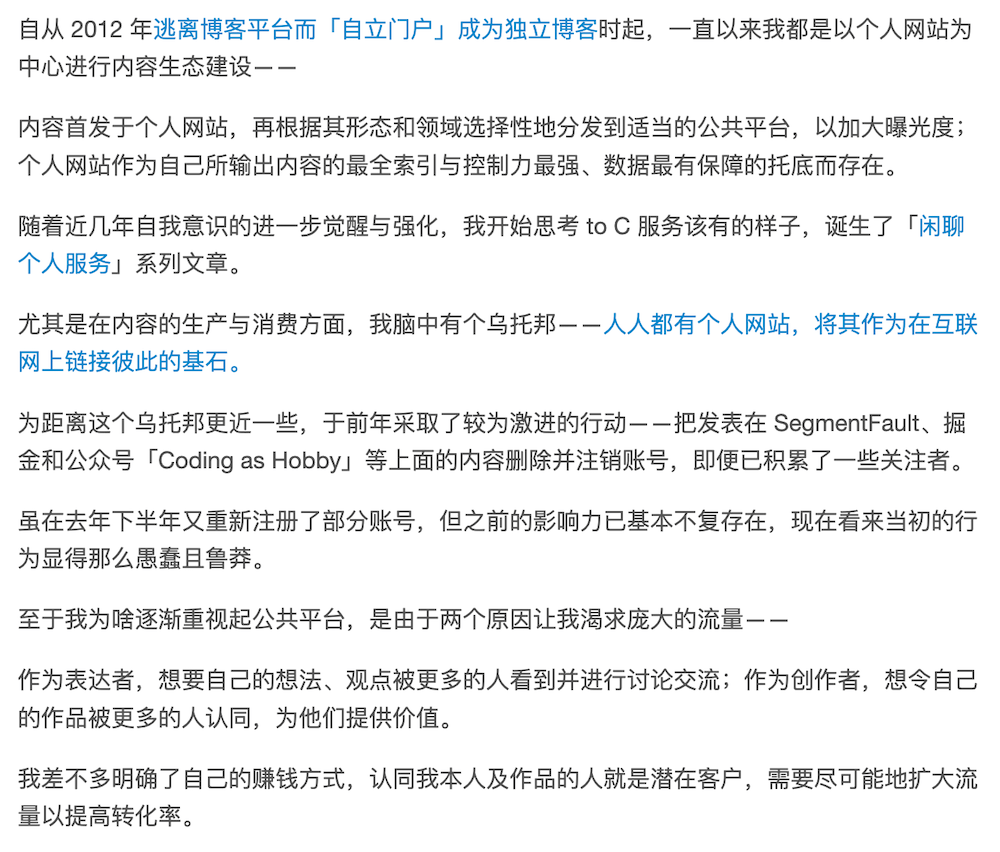 自从 2012 年逃离博客平台而「自立门户」成为独立博客时起，一直以来我都是以个人网站为
中心进行内容生态建设——
内容首发于个人网站，再根据其形态和领域选择性地分发到适当的公共平台，以加大曝光度；
个人网站作为自己所输出内容的最全索引与控制力最强、数据最有保障的托底而存在。
随着近几年自我意识的进一步觉醒与强化，我开始思考 to C 服务该有的样子，诞生了「闲聊
个人服务」系列文章。
尤其是在内容的生产与消费方面，我脑中有个乌托邦——人人都有个人网站，将其作为在互联
网上链接彼此的基石。
为距离这个乌托邦更近一些，于前年采取了较为激进的行动——把发表在 SegmentFault、掘
金和公众号「Coding as Hobby」等上面的内容删除并注销账号，即便已积累了一些关注者。
虽在去年下半年又重新注册了部分账号，但之前的影响力已基本不复存在，现在看来当初的行
为显得那么愚蠢且鲁莽。
至于我为啥逐渐重视起公共平台，是由于两个原因让我渴求庞大的流量——
作为表达者，想要自己的想法、观点被更多的人看到并进行讨论交流；作为创作者，想令自己
的作品被更多的人认同，为他们提供价值。
我差不多明确了自己的赚钱方式，认同我本人及作品的人就是潜在客户，需要尽可能地扩大流
量以提高转化率。